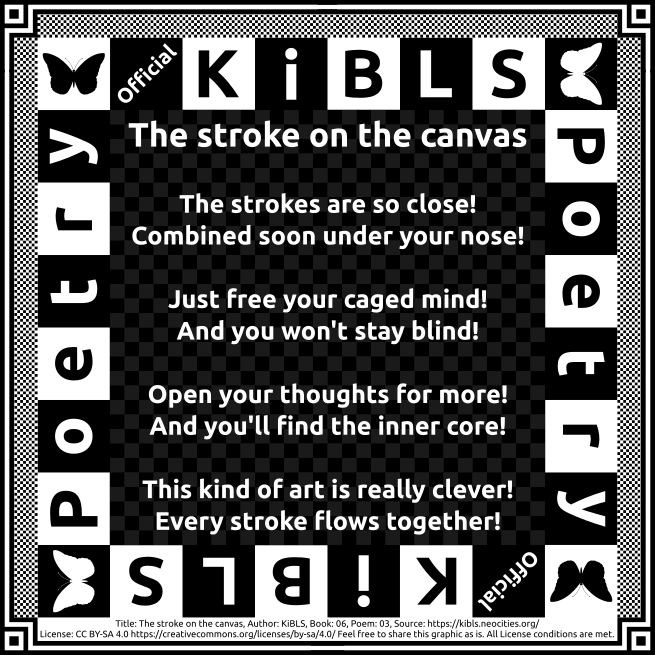 Official KiBLS
Poetry
Poetry
The stroke on the canvas
The strokes are so close!
Combined soon under your nose!
Just free your caged mind!
And you won't stay blind!
Open your thoughts for more!
And you'll find the inner core!
This kind of art is really clever!
Every stroke flows together!
Official KiBLS
Title: The stroke on the canvas, Author: KiBLS, Book: 06, Poem: 03, Source: https://kibls.neocities.org/
License: CC BY-SA 4.0 https://creativecommons.org/licenses/by-sa/4.0/ Feel free to share this graphic as is. All License conditions are met.